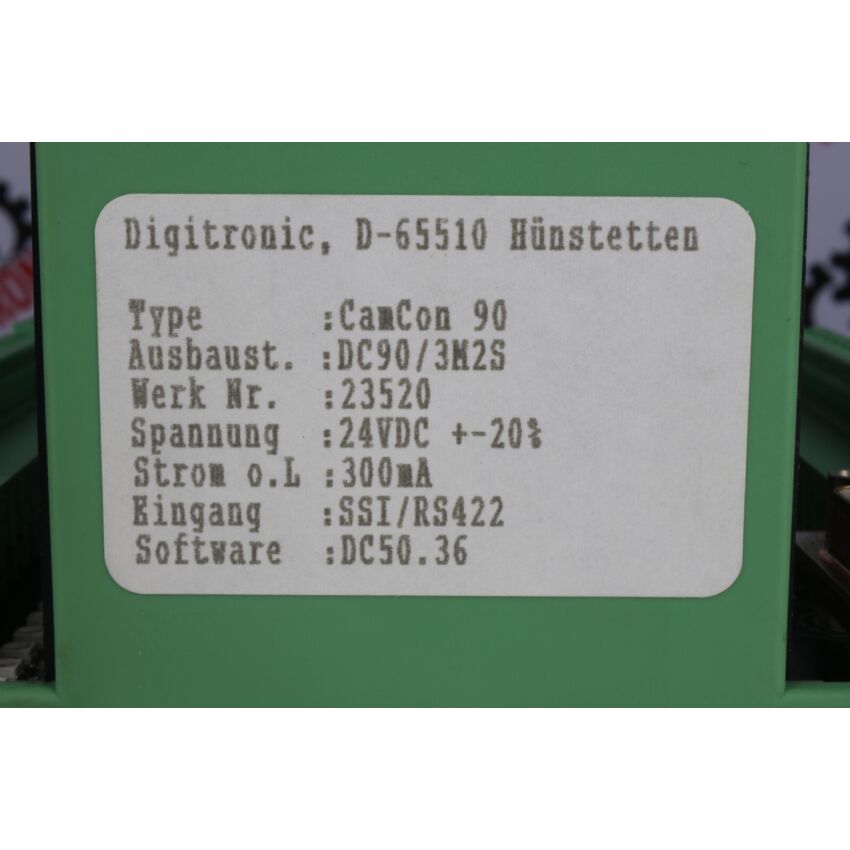 Digitronic, D-65510 Hünstetten
Type :CamCon 90
Ausbaust. :DC90/3M2S
Werk Nr. :23520
Spannung :24VDC +-20%
Strom o.L :300mA
Eingang :SSI/RS422
Software :DC50.36